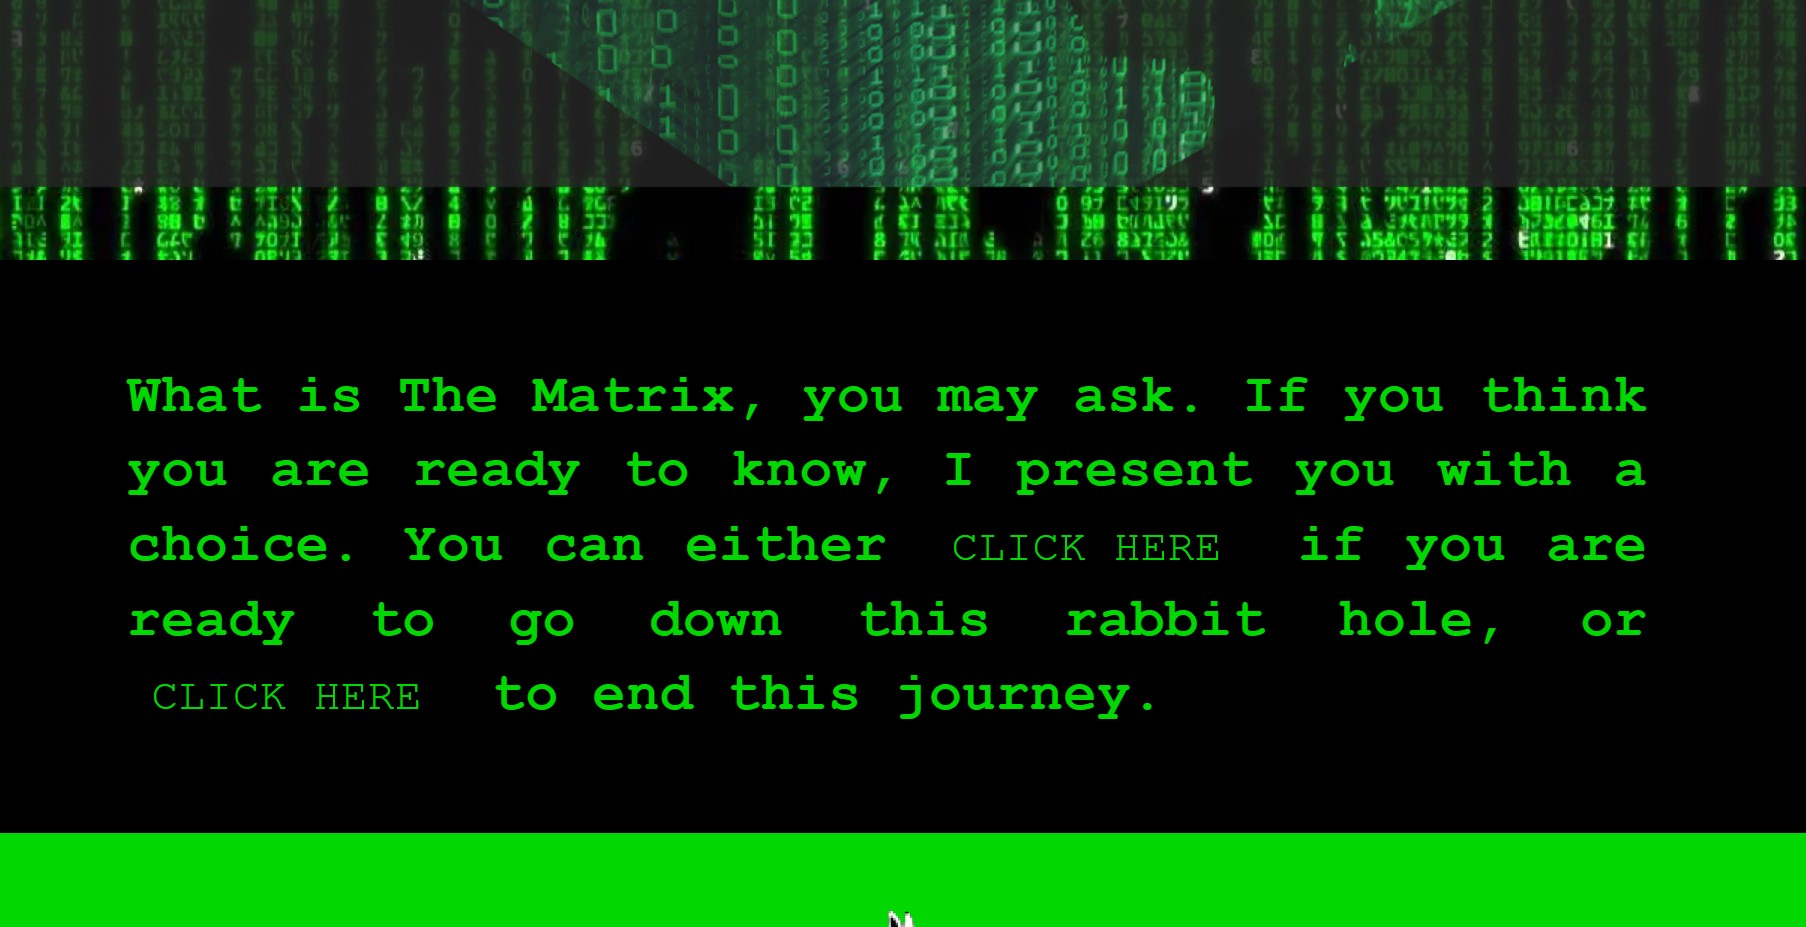 What is The Matrix, you may ask. If you think
you are ready to know, I present you with a
choice. You can either CLICK HERE if you are
ready to go down this rabbit hole, or
CLICK HERE to end this journey.